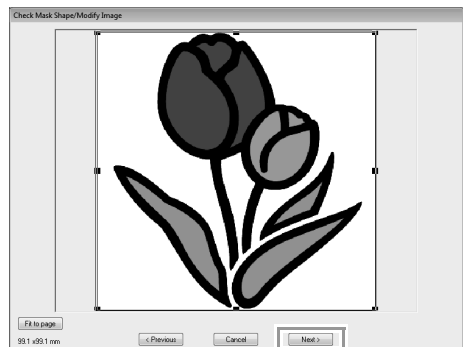 Check Mask Shape/Modify Image
Fit to page
99.1 x99.1 mm
< Previous
Cancel
Next >